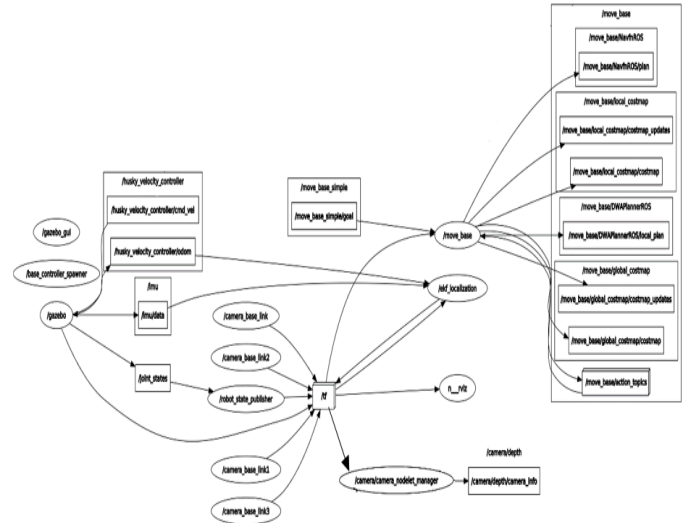 /move_base
/move_base/NavfnROS
/move_base/NavfnROS/plan
/move_base/local_costmap
/move_base/local_costmap/costmap_updates
/move_base/local_costmap/costmap
/husky_velocity_controller
/husky_velocity_controller/cmd_vel
/husky_velocity_controller/odom
/move_base_simple
/move_base_simple/goal
/move_base
/move_base/DWAPlannerROS
/move_base/DWAPlannerROS/local_plan
/gazebo_gui
/base_controller_spawner
/move_base/global_costmap
/move_base/global_costmap/costmap_updates
/move_base/global_costmap/costmap
/imu
/imu/data
/ekf_localization
/gazebo
/camera_base_link
/camera_base_link2
/joint_states
/robot_state_publisher
/tf
n__rviz
/move_base/action_topics
/camera_base_link1
/camera_base_link3
/camera/camera_nodelet_manager
/camera/depth
/camera/depth/camera_info